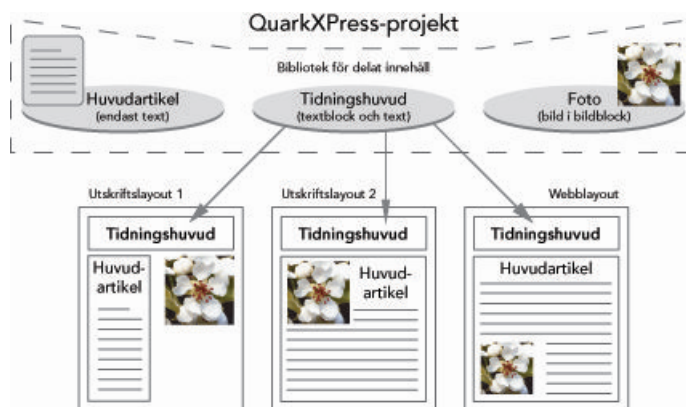 QuarkXPress-projekt
Bibliotek för delat innehåll
Huvudartikel
(endast text)
Tidningshuvud
(textblock och text)
Foto
(bild i bildblock)
Utskriftslayout 1
Tidningshuvud
Huvud-
artikel
Utskriftslayout 2
Tidningshuvud
Huvud-
artikel
Webblayout
Tidningshuvud
Huvudartikel